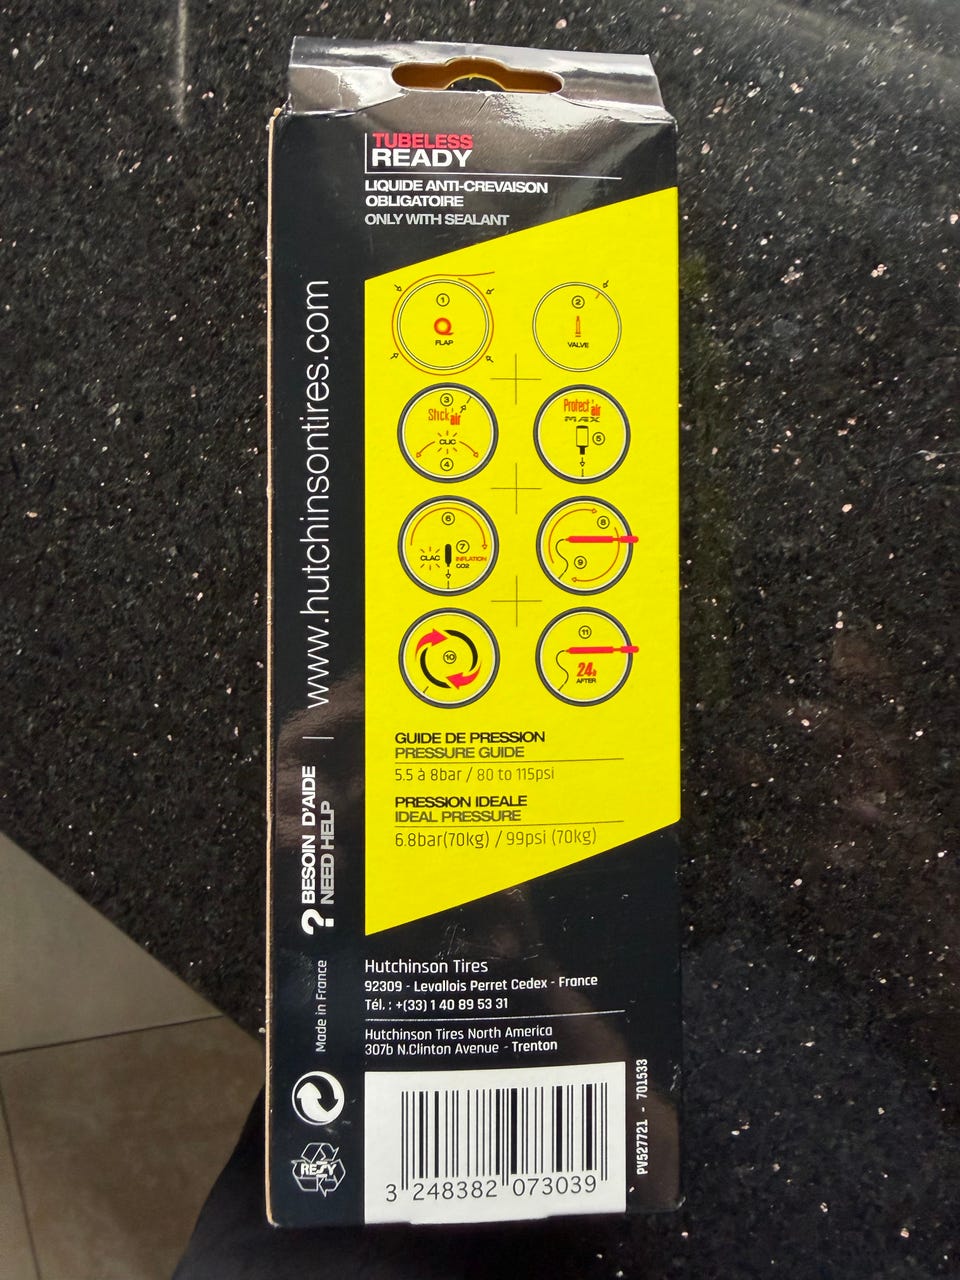 TUBELESS
READY
LIQUIDE ANTI-CREVAISON
OBLIGATOIRE
ONLY WITH SEALANT
1
FLAP
2
VALVE
3
Stick'air
CLIC
4
Protect'air
MAX
5
6
CLAC
7
INFLATION
CO2
8
9
10
11
24h
AFTER
GUIDE DE PRESSION
PRESSURE GUIDE
5.5 à 8bar / 80 to 115psi
PRESSION IDEALE
IDEAL PRESSURE
6.8bar(70kg) / 99psi (70kg)
Hutchinson Tires
92309 - Levallois Perret Cedex - France
Tél. : +(33) 1 40 89 53 31
Hutchinson Tires North America
307b N.Clinton Avenue - Trenton
3 248382 073039
PV527721 - 701533
? BESOIN D'AIDE
NEED HELP
| www.hutchinsontires.com
Made in France
RESY